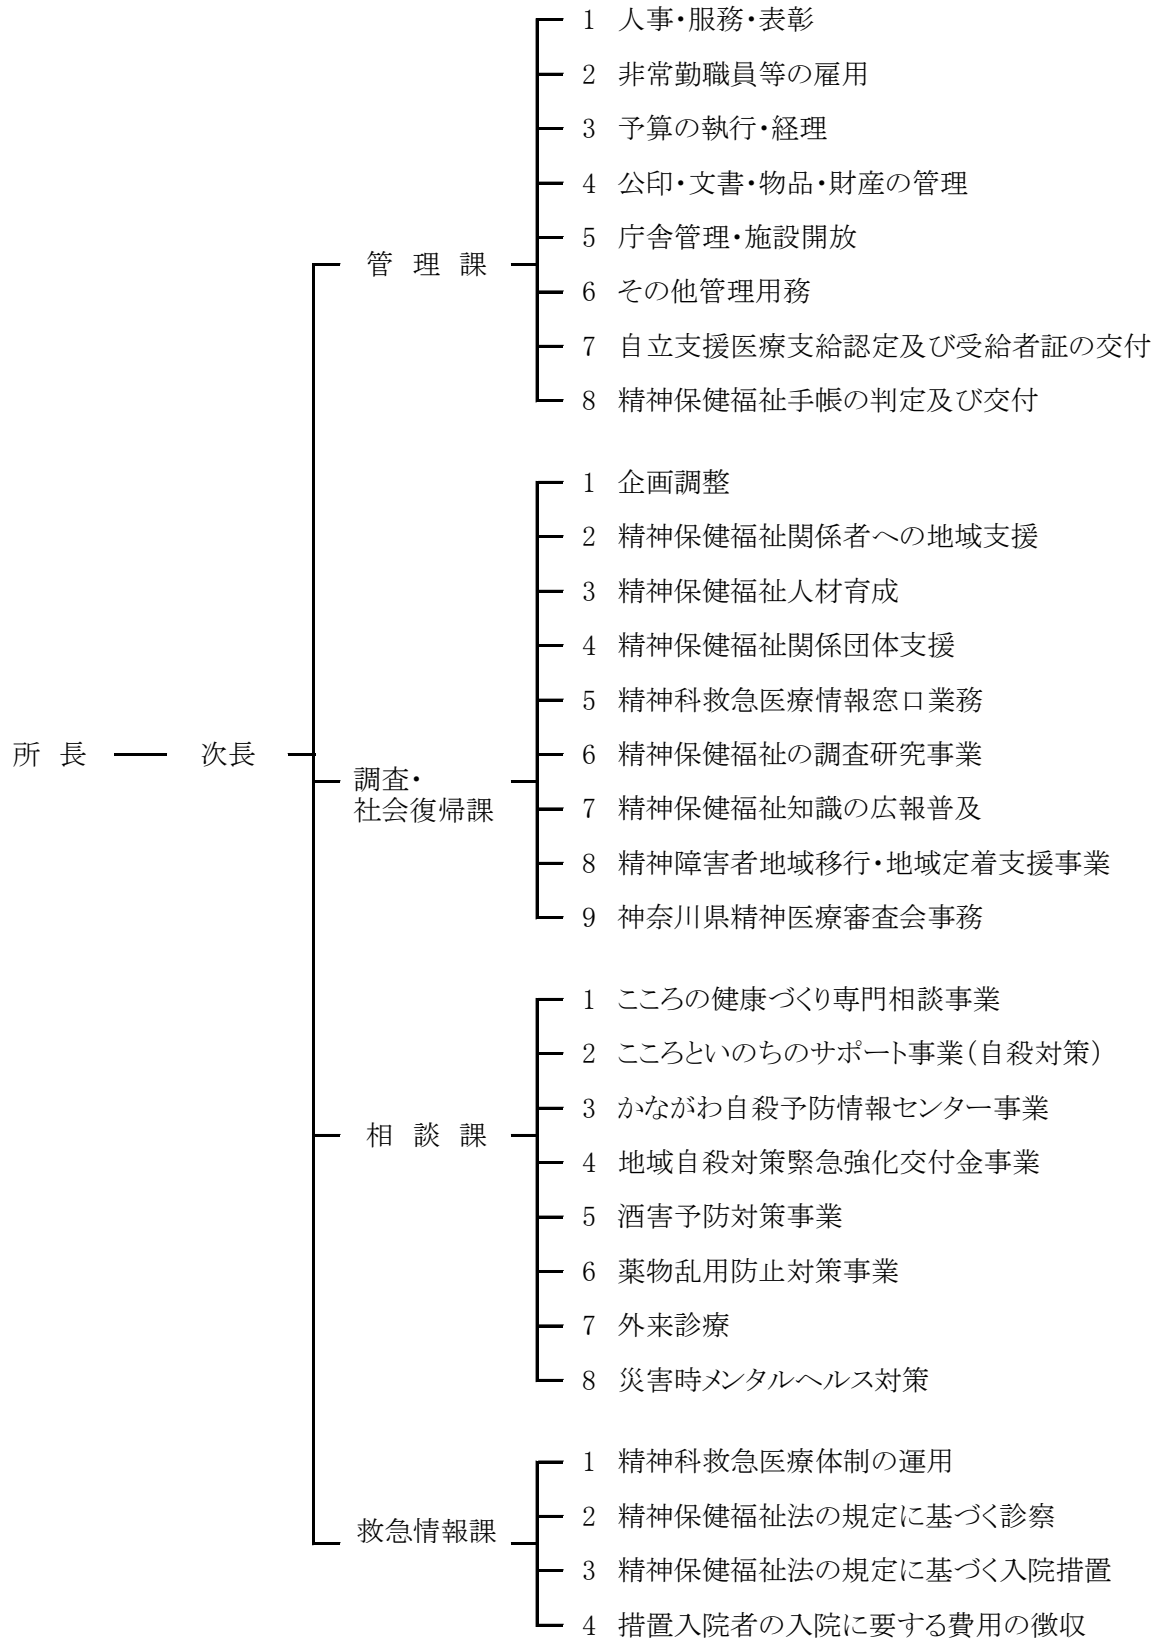 所 長
次長
管 理 課
1 人事・服務・表彰
2 非常勤職員等の雇用
3 予算の執行・経理
4 公印・文書・物品・財産の管理
5 庁舎管理・施設開放
6 その他管理用務
7 自立支援医療支給認定及び受給者証の交付
8 精神保健福祉手帳の判定及び交付
調査・
社会復帰課
1 企画調整
2 精神保健福祉関係者への地域支援
3 精神保健福祉人材育成
4 精神保健福祉関係団体支援
5 精神科救急医療情報窓口業務
6 精神保健福祉の調査研究事業
7 精神保健福祉知識の広報普及
8 精神障害者地域移行・地域定着支援事業
9 神奈川県精神医療審査会事務
相 談 課
1 こころの健康づくり専門相談事業
2 こころといのちのサポート事業(自殺対策)
3 かながわ自殺予防情報センター事業
4 地域自殺対策緊急強化交付金事業
5 酒害予防対策事業
6 薬物乱用防止対策事業
7 外来診療
8 災害時メンタルヘルス対策
救急情報課
1 精神科救急医療体制の運用
2 精神保健福祉法の規定に基づく診察
3 精神保健福祉法の規定に基づく入院措置
4 措置入院者の入院に要する費用の徴収